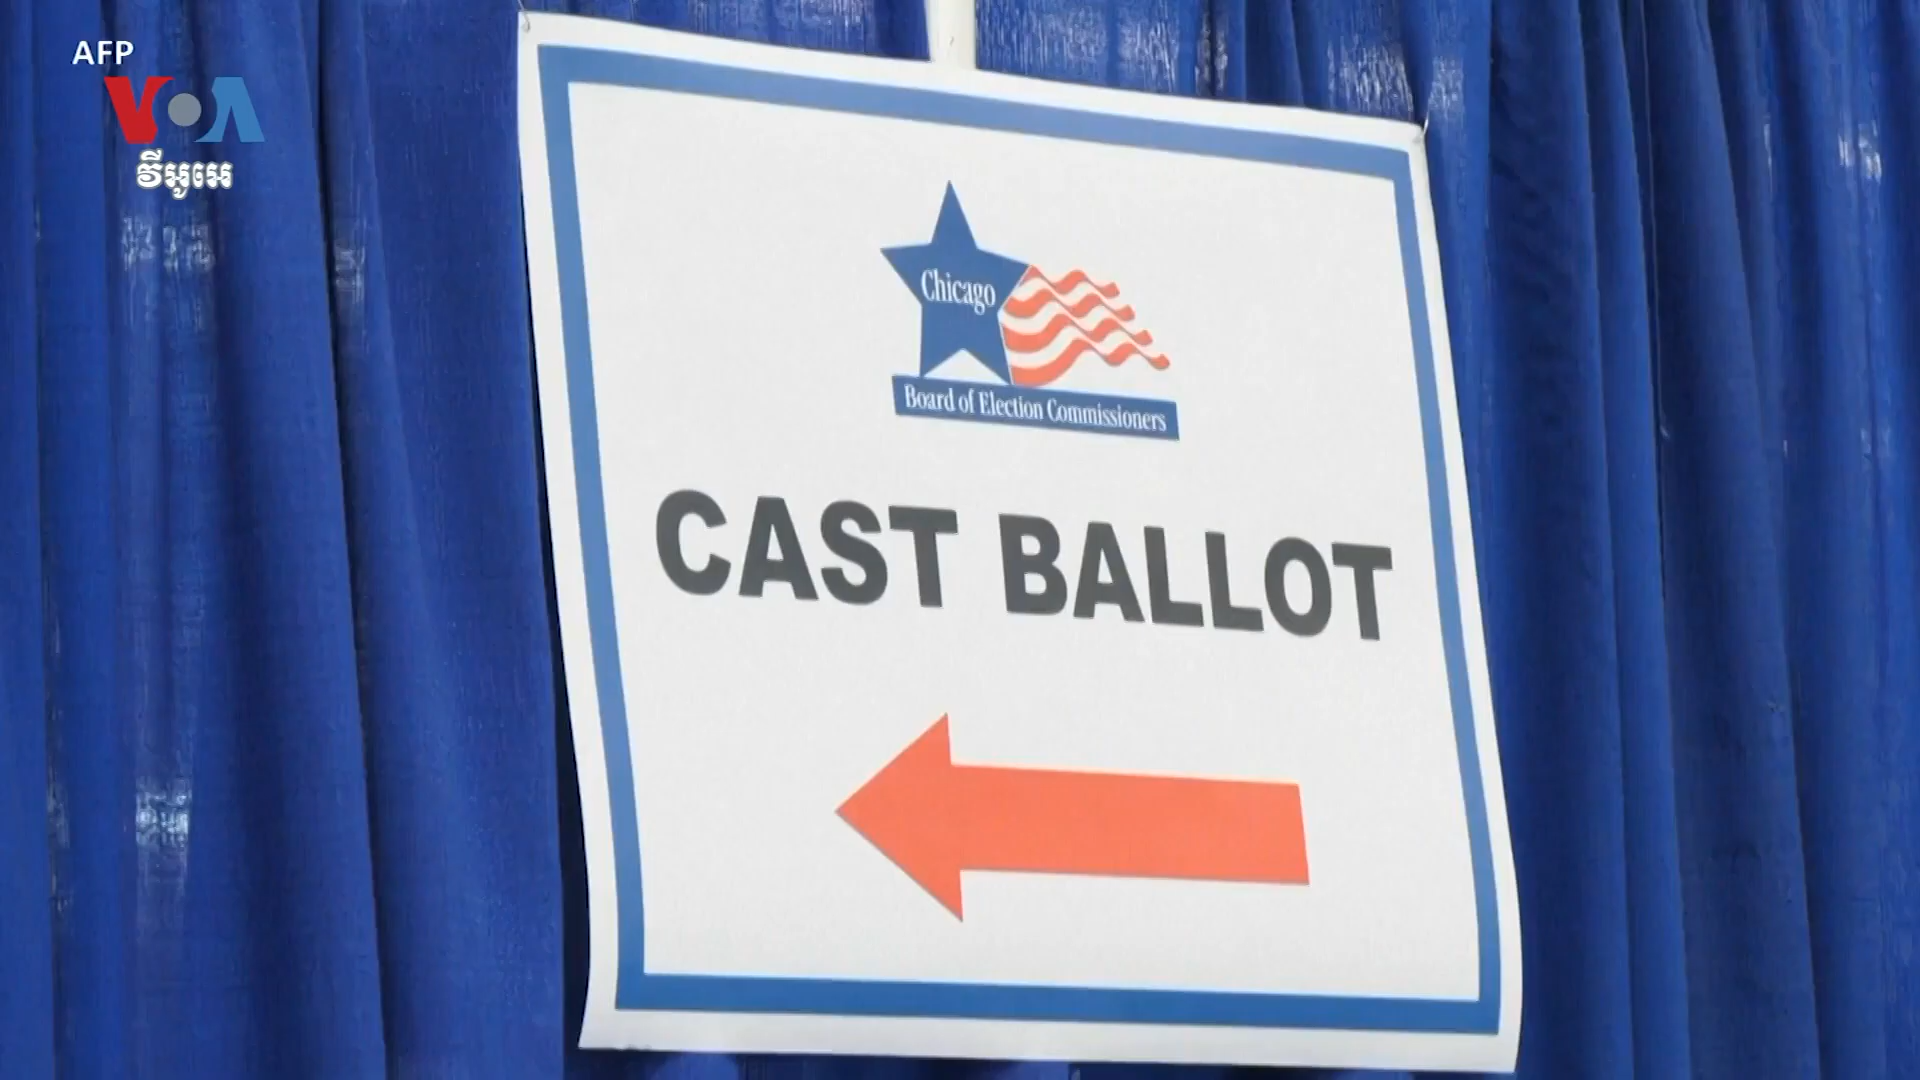 AFP
VOA
វីអូអេ
Chicago
Board of Election Commissioners
CAST BALLOT